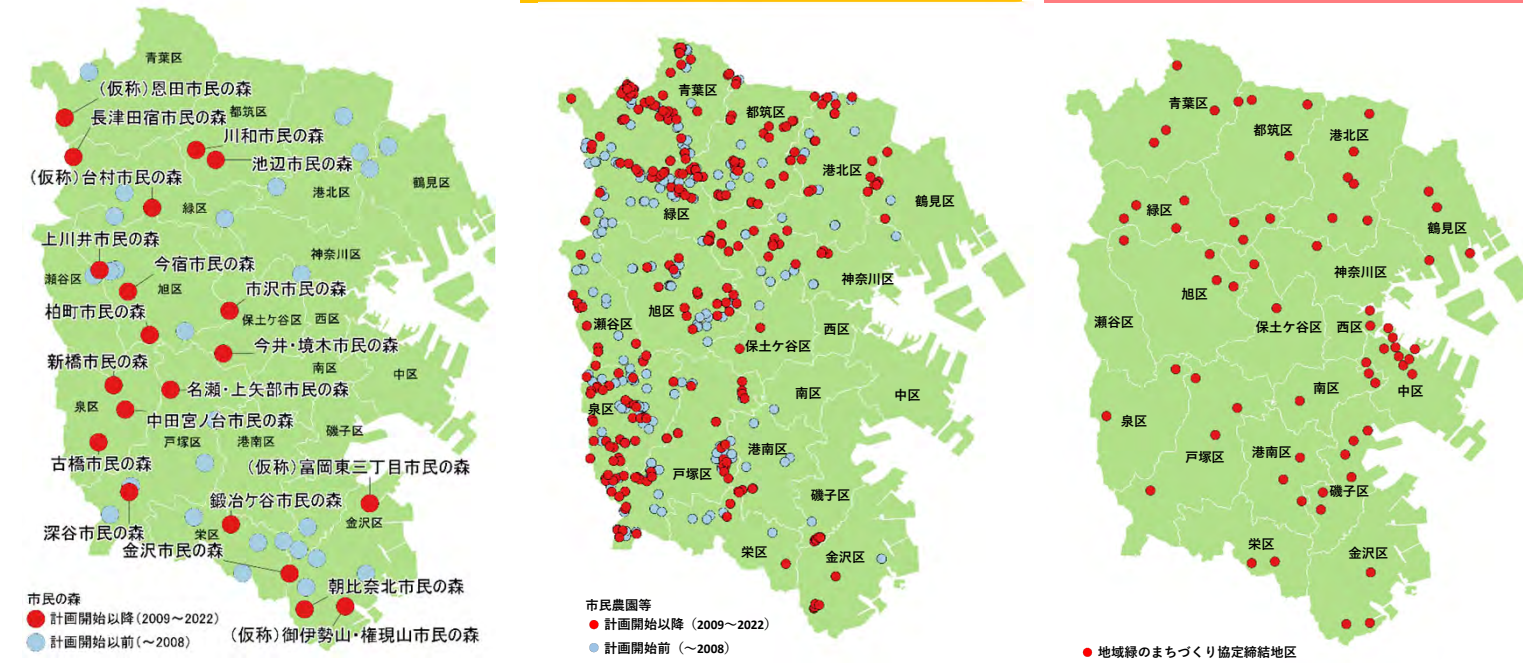 青葉区
(仮称)恩田市民の森
長津田宿市民の森
都筑区
川和市民の森
池辺市民の森
(仮称)台村市民の森
港北区
鶴見区
緑区
上川井市民の森
神奈川区
今宿市民の森
瀬谷区
旭区
市沢市民の森
柏町市民の森
保土ケ谷区
西区
今井・境木市民の森
新橋市民の森
南区
中区
名瀬・上矢部市民の森
泉区
中田宮ノ台市民の森
磯子区
戸塚区
港南区
古橋市民の森
(仮称)富岡東三丁目市民の森
鍛冶ケ谷市民の森
金沢区
深谷市民の森
栄区
金沢市民の森
朝比奈北市民の森
(仮称)御伊勢山・権現山市民の森
市民の森
計画開始以降(2009～2022)
計画開始以前(～2008)
青葉区
都筑区
港北区
鶴見区
緑区
神奈川区
旭区
瀬谷区
西区
保土ケ谷区
南区
中区
泉区
港南区
戸塚区
磯子区
栄区
金沢区
市民農園等
計画開始以降（2009～2022）
計画開始前（～2008）
青葉区
都筑区
港北区
緑区
鶴見区
神奈川区
旭区
瀬谷区
保土ケ谷区
西区
南区
中区
泉区
港南区
戸塚区
磯子区
栄区
金沢区
地域緑のまちづくり協定締結地区